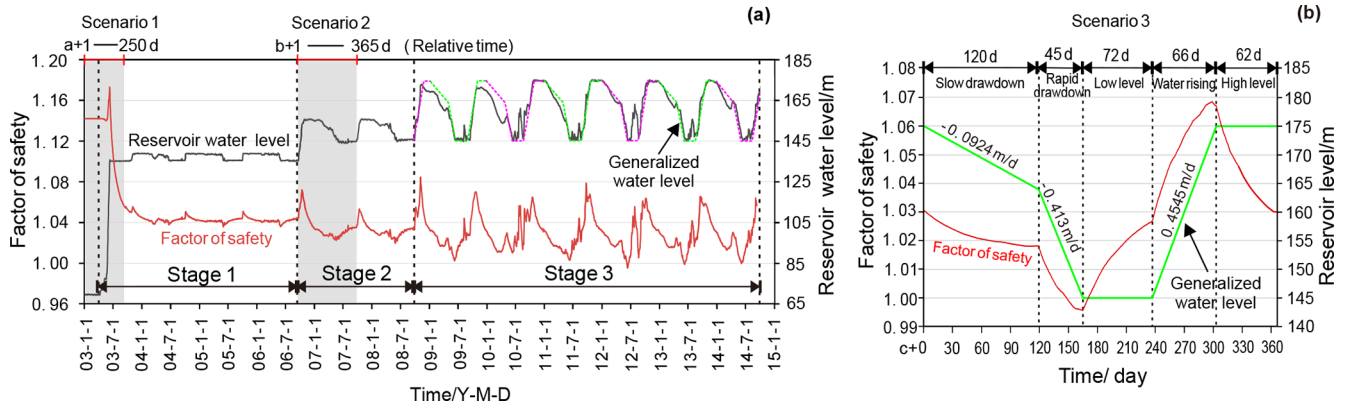 (a)
Scenario 1
Scenario 2
a+1
250 d
b+1
365 d
( Relative time)
1.20
1.16
1.12
1.08
1.04
1.00
0.96
Factor of safety
185
165
145
125
105
85
65
Reservoir water level/m
Reservoir water level
Generalized
water level
Factor of safety
Stage 1
Stage 2
Stage 3
03-1-1
03-7-1
04-1-1
04-7-1
05-1-1
05-7-1
06-1-1
06-7-1
07-1-1
07-7-1
08-1-1
08-7-1
09-1-1
09-7-1
10-1-1
10-7-1
11-1-1
11-7-1
12-1-1
12-7-1
13-1-1
13-7-1
14-1-1
14-7-1
15-1-1
Time/Y-M-D
(b)
Scenario 3
120 d
45 d
72 d
66 d
62 d
Slow drawdown
Rapid
drawdown
Low level
Water rising
High level
1.08
1.07
1.06
1.05
1.04
1.03
1.02
1.01
1.00
0.99
Factor of safety
185
180
175
170
165
160
155
150
145
140
Reservoir level/m
-0.0924 m/d
-0.413 m/d
0.4545 m/d
Factor of safety
Generalized
water level
c+0
30
60
90
120
150
180
210
240
270
300
330
360
Time/ day